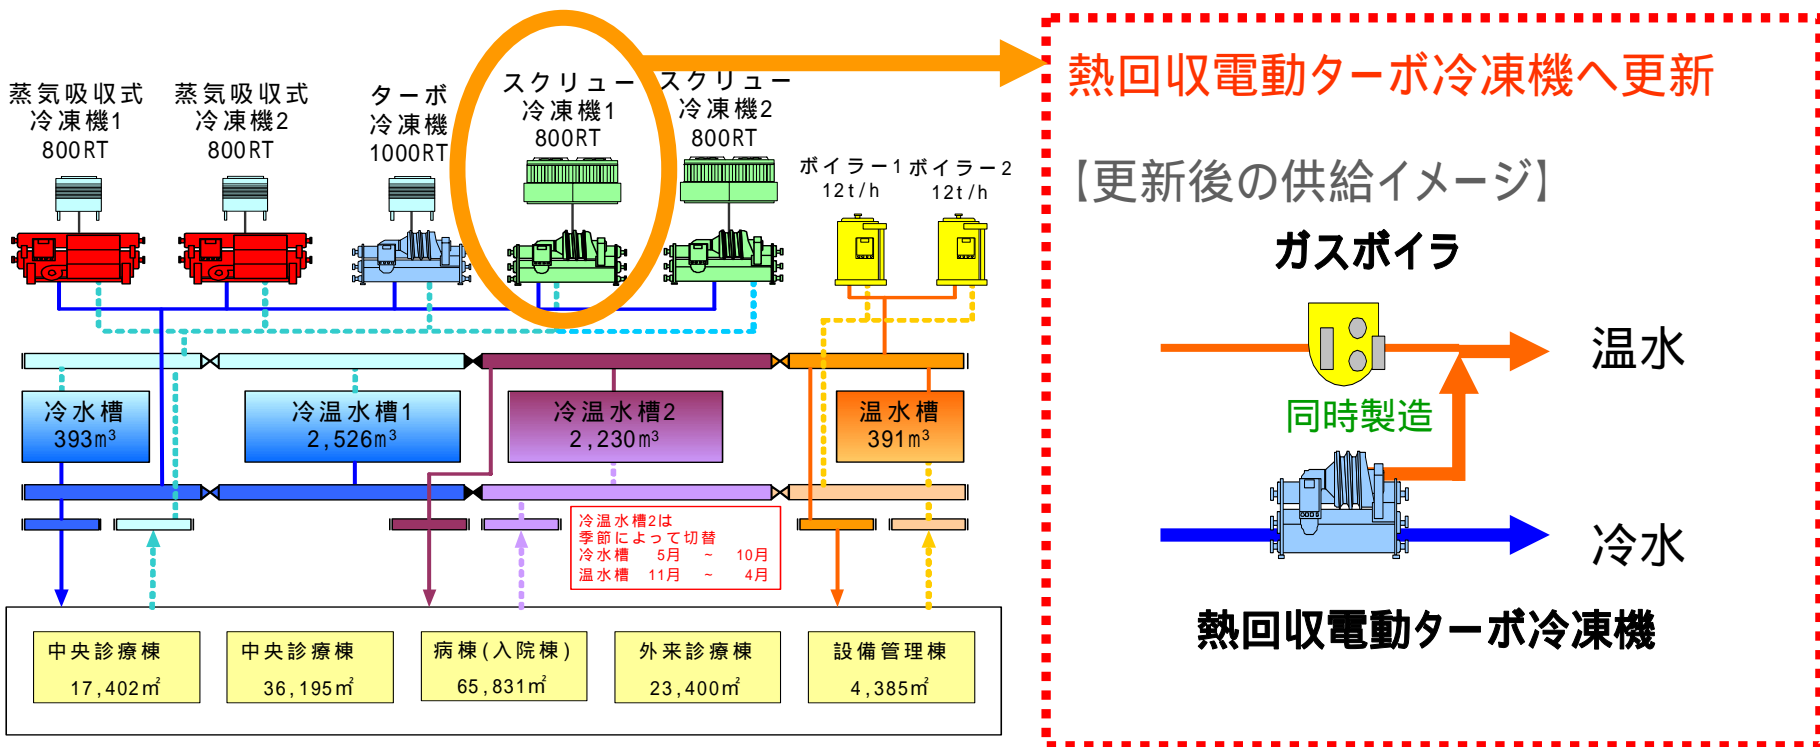 蒸気吸収式
冷凍機1
800RT
蒸気吸収式
冷凍機2
800RT
ターボ
冷凍機
1000RT
スクリュー
冷凍機1
800RT
スクリュー
冷凍機2
800RT
ボイラー1
12t/h
ボイラー2
12t/h
冷水槽
393m³
冷温水槽1
2,526m³
冷温水槽2
2,230m³
温水槽
391m³
冷温水槽2は
季節によって切替
冷水槽 5月 ~ 10月
温水槽 11月 ~ 4月
中央診療棟
17,402㎡
中央診療棟
36,195㎡
病棟(入院棟)
65,831㎡
外来診療棟
23,400㎡
設備管理棟
4,385㎡
熱回収電動ターボ冷凍機へ更新
【更新後の供給イメージ】
ガスボイラ
温水
同時製造
冷水
熱回収電動ターボ冷凍機